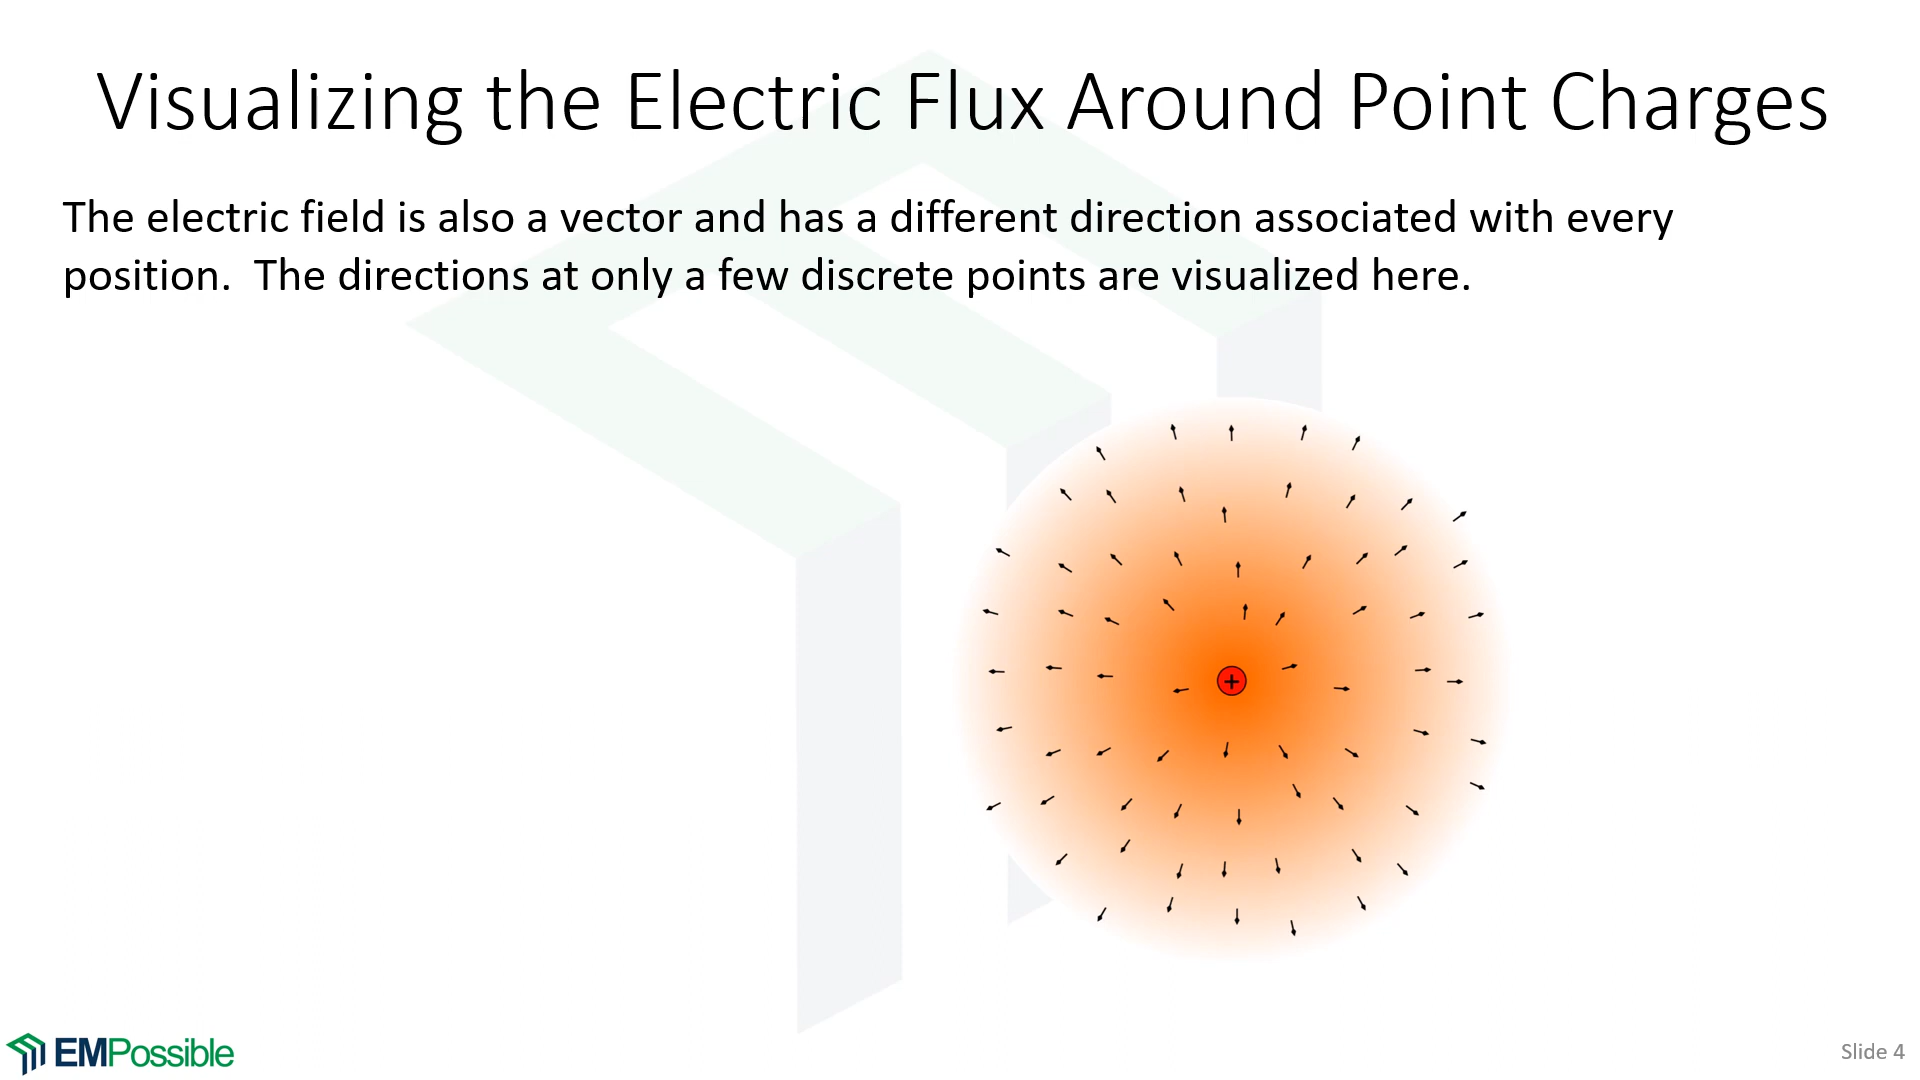 Visualizing the Electric Flux Around Point Charges
The electric field is also a vector and has a different direction associated with every
position.  The directions at only a few discrete points are visualized here.
+
EMPossible
Slide 4